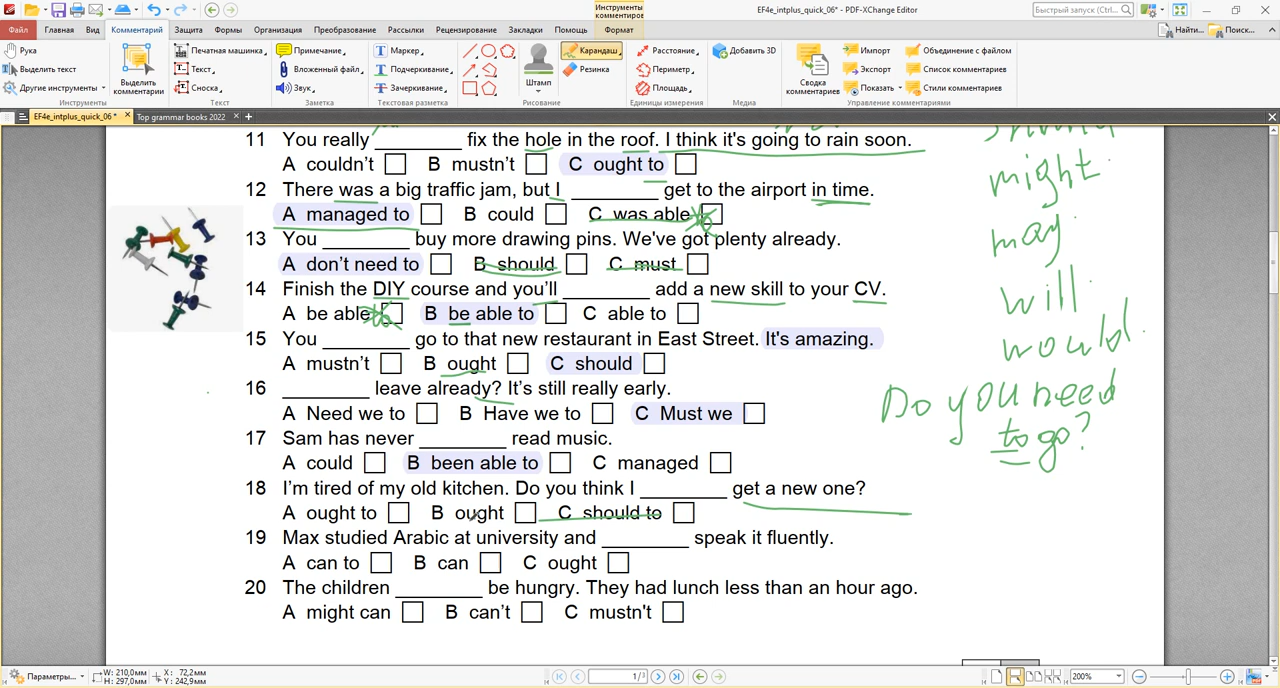 Инструменты комментирс
EF4e_intplus_quick_06* - PDF-XChange Editor
Быстрый запуск (Ctrl...
Файл Главная Вид Комментарий Защита Формы Организация Преобразование Рассылки Рецензирование Закладки Помощь Формат
Найти... Поиск...
Рука
Выделить текст
Другие инструменты
Инструменты
Выделить комментарии
Печатная машинка
Текст
Сноска
Текст
Примечание
Вложенный файл
Звук
Заметка
Маркер
Подчеркивание
Зачеркивание
Текстовая разметка
Штамп
Карандаш
Резинка
Рисование
Расстояние
Периметр
Площадь
Единицы измерения
Добавить 3D
Медиа
Сводка комментариев
Импорт
Экспорт
Показать
Объединение с файлом
Список комментариев
Стили комментариев
Управление комментариями
EF4e_intplus_quick_06* Top grammar books 2022
11 You really ________ fix the hole in the roof. I think it's going to rain soon.
A couldn't B mustn't C ought to
12 There was a big traffic jam, but I ________ get to the airport in time.
A managed to B could C was able
13 You ________ buy more drawing pins. We've got plenty already.
A don't need to B should C must
14 Finish the DIY course and you'll ________ add a new skill to your CV.
A be able B be able to C able to
15 You ________ go to that new restaurant in East Street. It's amazing.
A mustn't B ought C should
16 ________ leave already? It's still really early.
A Need we to B Have we to C Must we
17 Sam has never ________ read music.
A could B been able to C managed
18 I'm tired of my old kitchen. Do you think I ________ get a new one?
A ought to B ought C should to
19 Max studied Arabic at university and ________ speak it fluently.
A can to B can C ought
20 The children ________ be hungry. They had lunch less than an hour ago.
A might can B can't C mustn't
might
may
will
would
Do you need
to go?
Параметры...
W: 210,0мм
H: 297,0мм
X: 72,2мм
Y: 242,9мм
200%